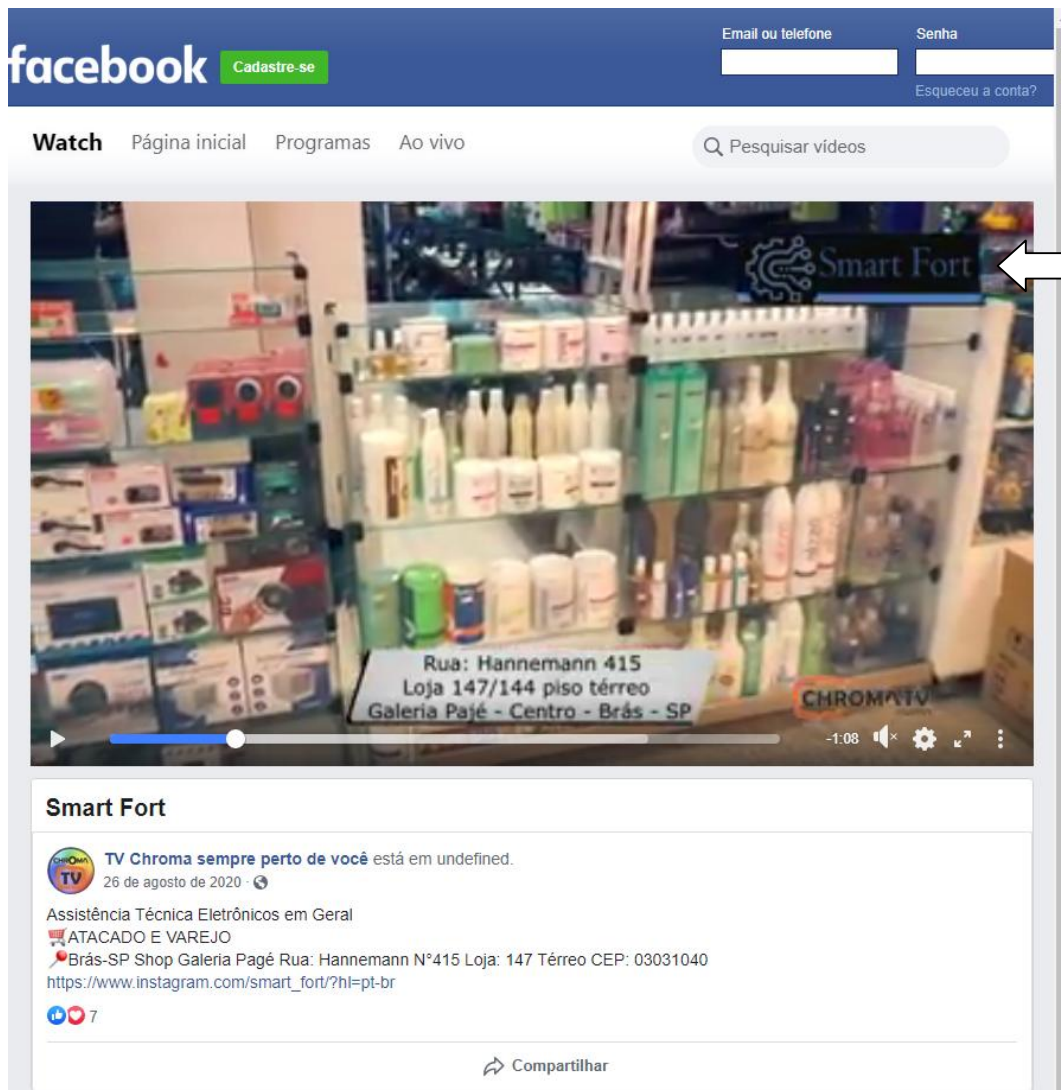 Email ou telefone Senha
facebook Cadastre-se
Esqueceu a conta?
Watch Página inicial Programas Ao vivo Pesquisar vídeos
Smart Fort
Rua: Hannemann 415
Loja 147/144 piso térreo
Galeria Pajé - Centro - Brás - SP
CHROMATV
-1:08
Smart Fort
CHROMA
TV
TV Chroma sempre perto de você está em undefined.
26 de agosto de 2020 ·
Assistência Técnica Eletrônicos em Geral
ATACADO E VAREJO
Brás-SP Shop Galeria Pagé Rua: Hannemann N°415 Loja: 147 Térreo CEP: 03031040
https://www.instagram.com/smart_fort/?hl=pt-br
7
Compartilhar